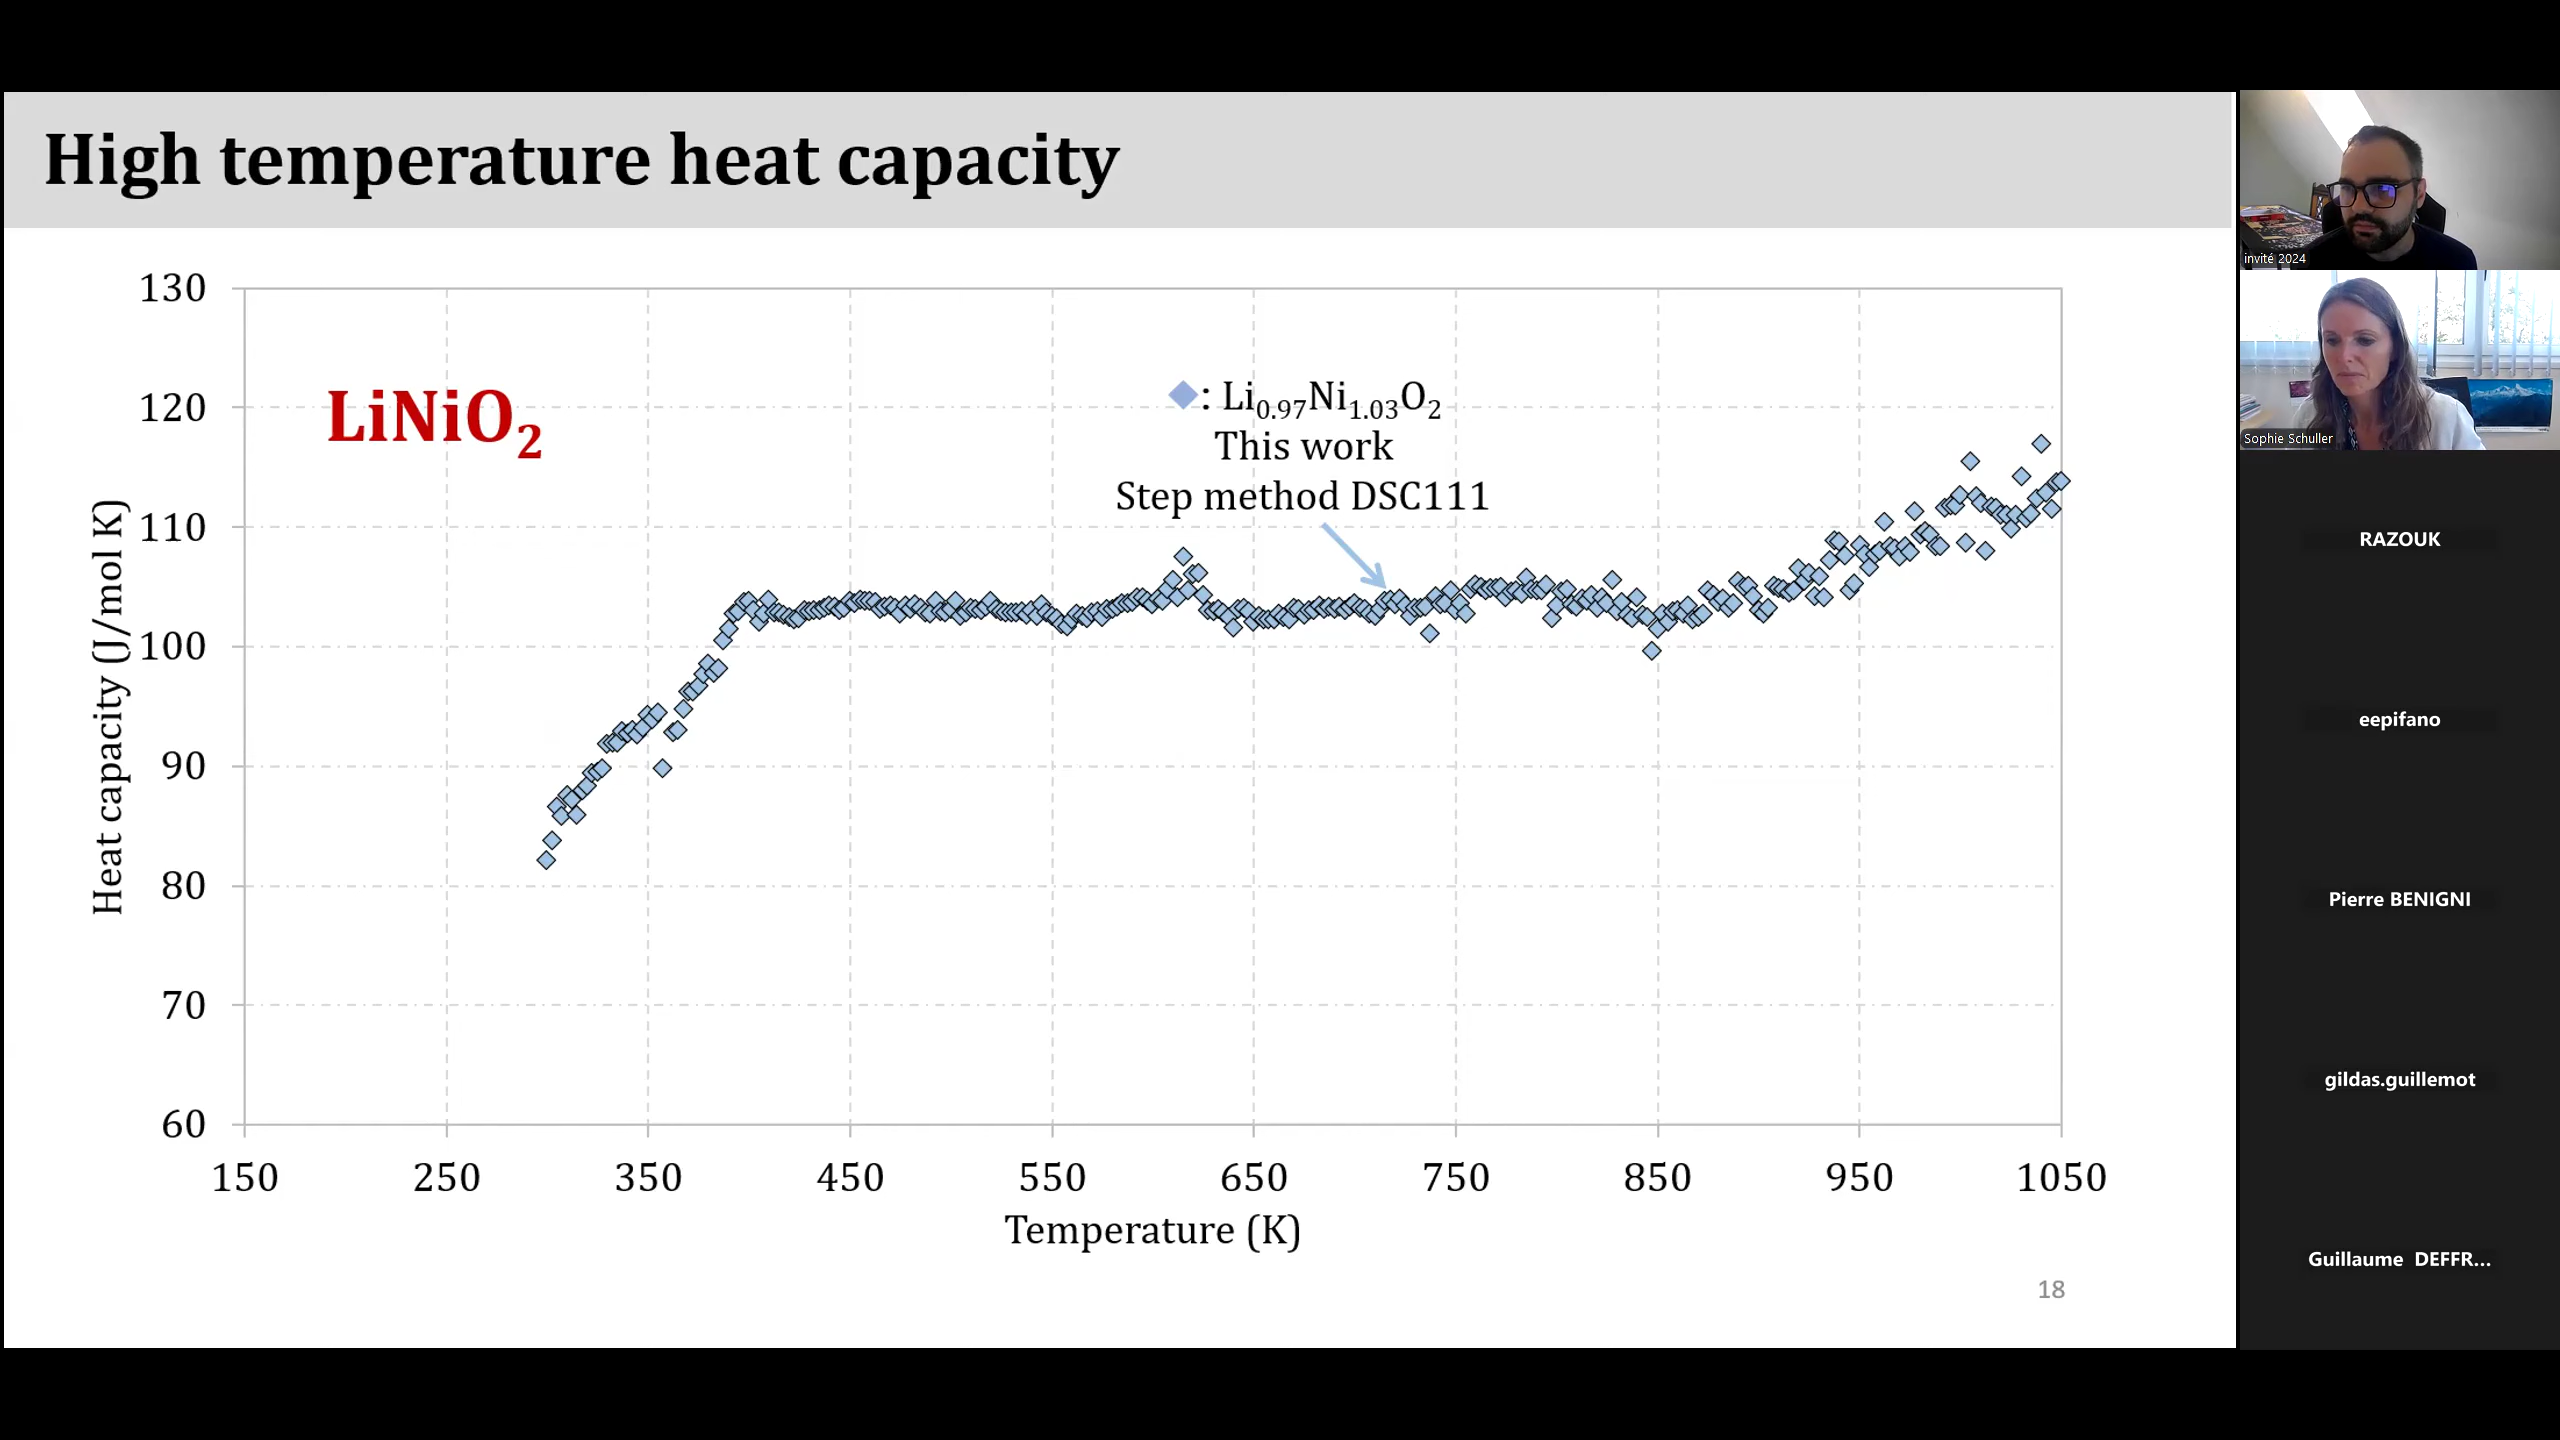 High temperature heat capacity
130
120
110
100
90
80
70
60
Heat capacity (J/mol K)
LiNiO2
: Li0.97Ni1.03O2
This work
Step method DSC111
150 250 350 450 550 650 750 850 950 1050
Temperature (K)
18
invité 2024
Sophie Schuller
RAZOUK
eepifano
Pierre BENIGNI
gildas.guillemot
Guillaume DEFFR...